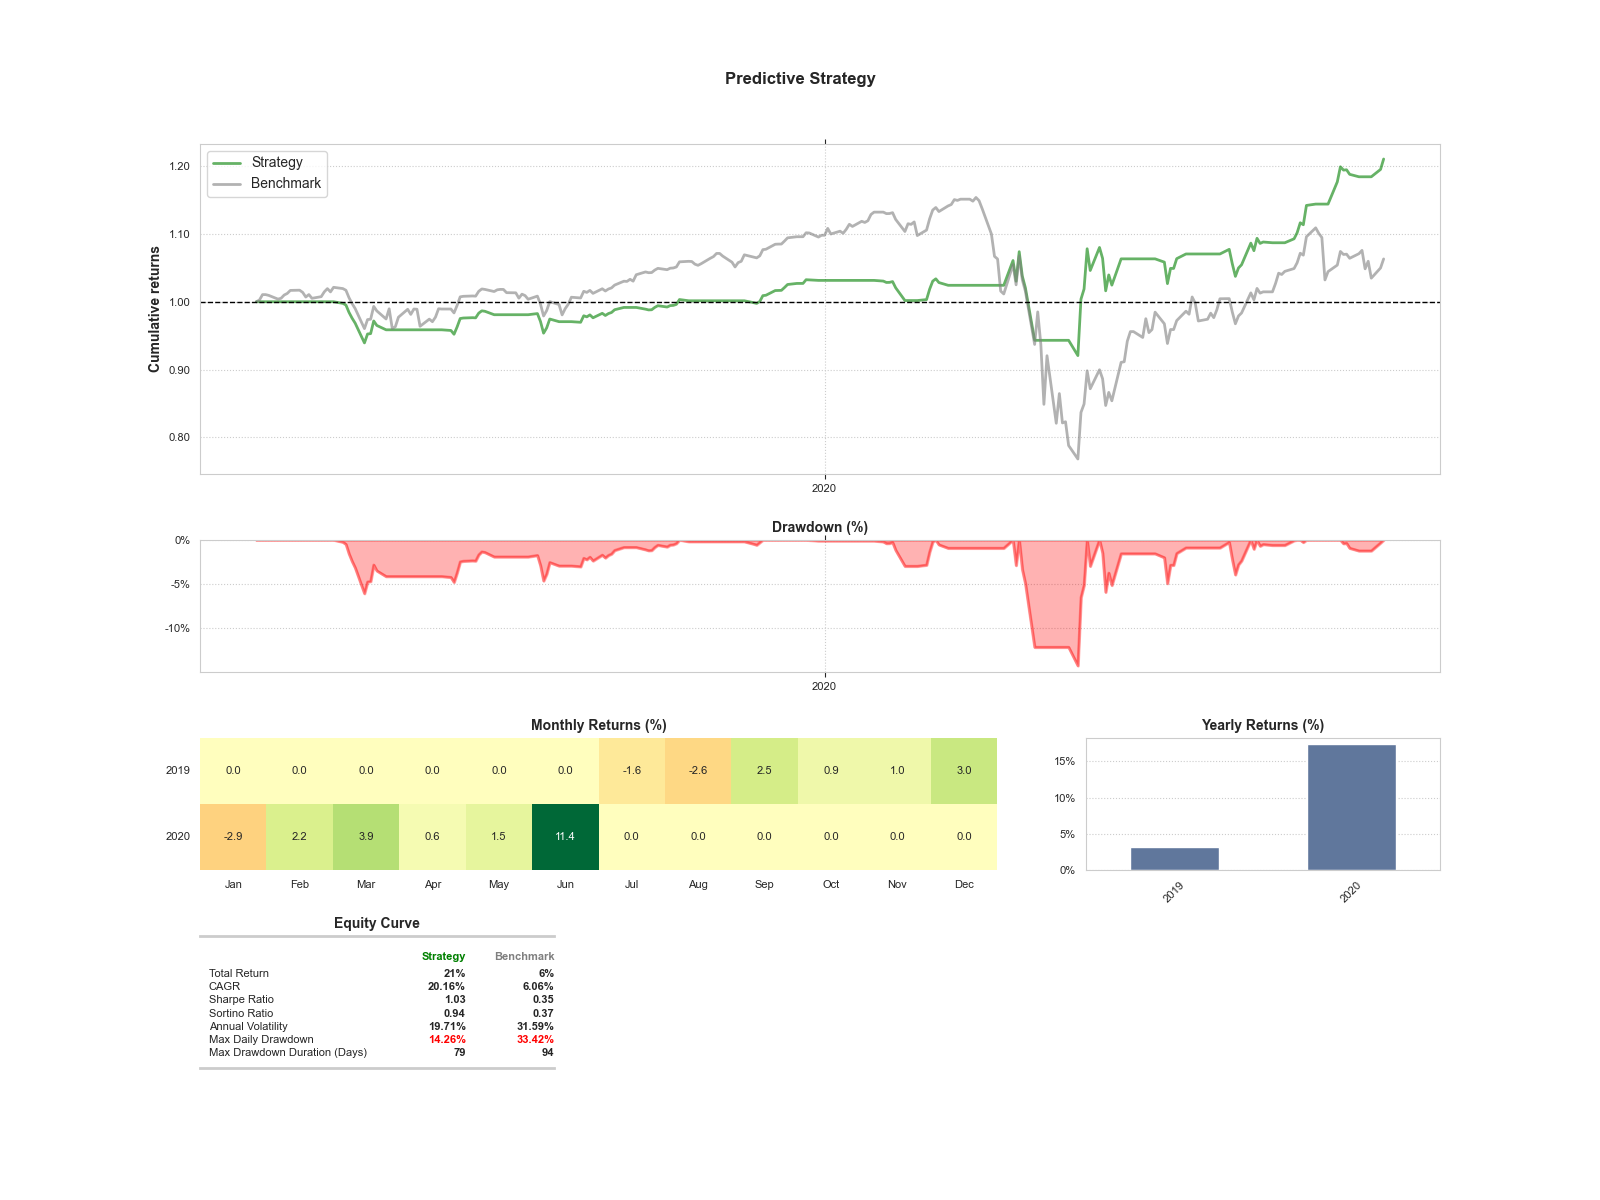 Predictive Strategy
Strategy
Benchmark
Cumulative returns
1.20
1.10
1.00
0.90
0.80
2020
Drawdown (%)
0%
-5%
-10%
2020
Monthly Returns (%)
2019 0.0 0.0 0.0 0.0 0.0 0.0 -1.6 -2.6 2.5 0.9 1.0 3.0
2020 -2.9 2.2 3.9 0.6 1.5 11.4 0.0 0.0 0.0 0.0 0.0 0.0
Jan Feb Mar Apr May Jun Jul Aug Sep Oct Nov Dec
Yearly Returns (%)
15%
10%
5%
0%
2019 2020
Equity Curve
Strategy Benchmark
Total Return 21% 6%
CAGR 20.16% 6.06%
Sharpe Ratio 1.03 0.35
Sortino Ratio 0.94 0.37
Annual Volatility 19.71% 31.59%
Max Daily Drawdown 14.26% 33.42%
Max Drawdown Duration (Days) 79 94